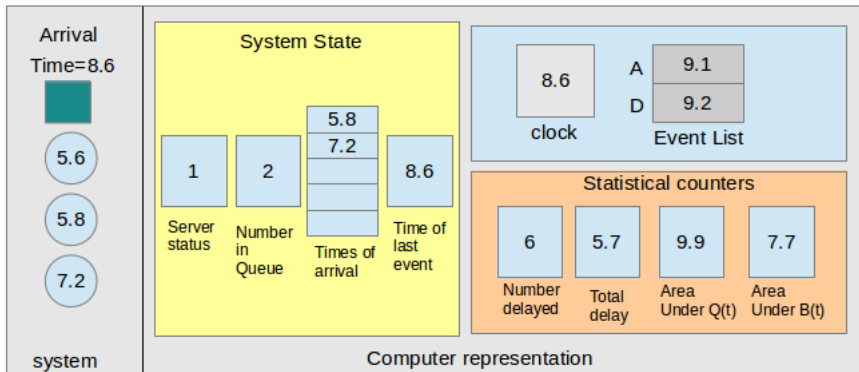 Arrival
Time=8.6
5.6
5.8
7.2
system
System State
1
Server
status
2
Number
in
Queue
5.8
7.2
Times of
arrival
8.6
Time of
last
event
8.6
clock
A
9.1
D
9.2
Event List
Statistical counters
6
Number
delayed
5.7
Total
delay
9.9
Area
Under Q(t)
7.7
Area
Under B(t)
Computer representation